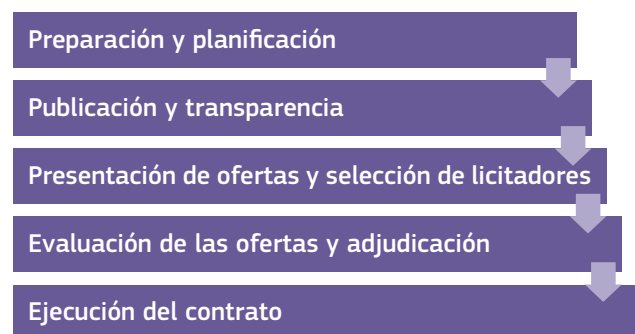 Preparación y planificación
Publicación y transparencia
Presentación de ofertas y selección de licitadores
Evaluación de las ofertas y adjudicación
Ejecución del contrato